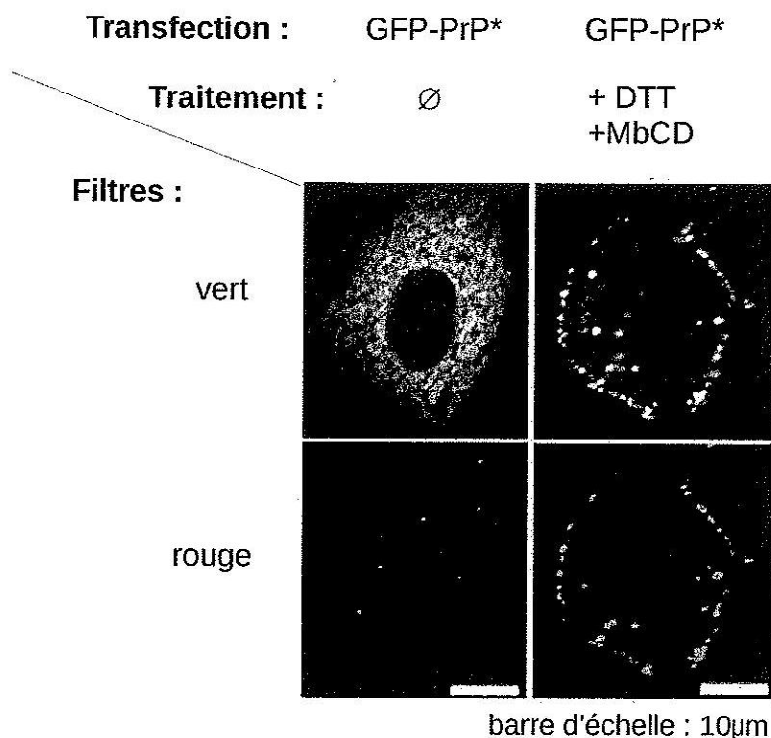 Transfection : GFP-PrP* GFP-PrP*
Traitement : ∅ + DTT
+MbCD
Filtres :
vert
rouge
barre d'échelle : 10µm